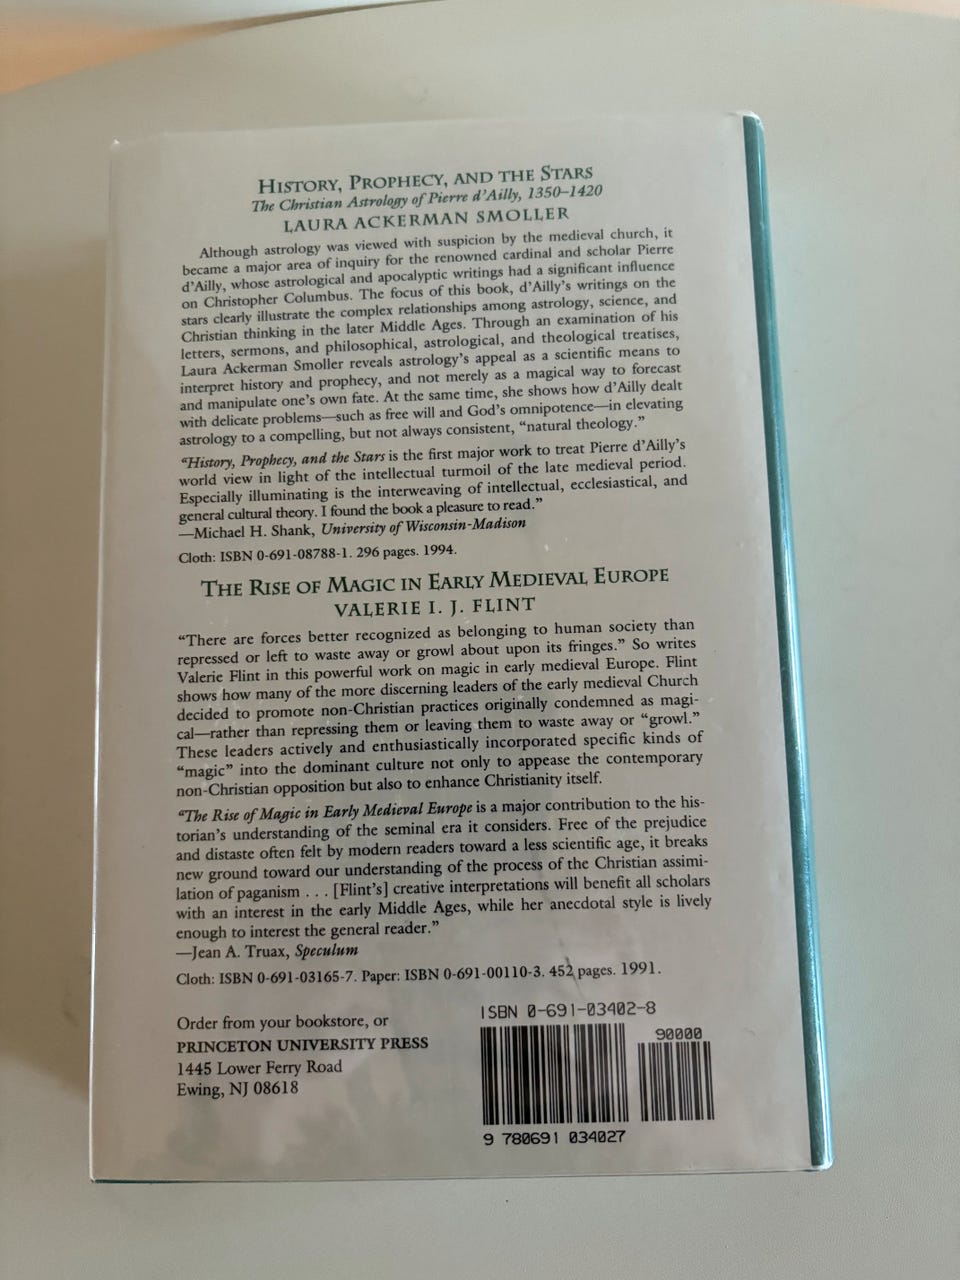 HISTORY, PROPHECY, AND THE STARS
The Christian Astrology of Pierre d'Ailly, 1350–1420
LAURA ACKERMAN SMOLLER
Although astrology was viewed with suspicion by the medieval church, it
became a major area of inquiry for the renowned cardinal and scholar Pierre
d'Ailly, whose astrological and apocalyptic writings had a significant influence
on Christopher Columbus. The focus of this book, d'Ailly's writings on the
stars clearly illustrate the complex relationships among astrology, science, and
Christian thinking in the later Middle Ages. Through an examination of his
letters, sermons, and philosophical, astrological, and theological treatises,
Laura Ackerman Smoller reveals astrology's appeal as a scientific means to
interpret history and prophecy, and not merely as a magical way to forecast
and manipulate one's own fate. At the same time, she shows how d'Ailly dealt
with delicate problems—such as free will and God's omnipotence—in elevating
astrology to a compelling, but not always consistent, "natural theology."
"History, Prophecy, and the Stars is the first major work to treat Pierre d'Ailly's
world view in light of the intellectual turmoil of the late medieval period.
Especially illuminating is the interweaving of intellectual, ecclesiastical, and
general cultural theory. I found the book a pleasure to read."
—Michael H. Shank, University of Wisconsin-Madison
Cloth: ISBN 0-691-08788-1. 296 pages. 1994.
THE RISE OF MAGIC IN EARLY MEDIEVAL EUROPE
VALERIE I. J. FLINT
"There are forces better recognized as belonging to human society than
repressed or left to waste away or growl about upon its fringes." So writes
Valerie Flint in this powerful work on magic in early medieval Europe. Flint
shows how many of the more discerning leaders of the early medieval Church
decided to promote non-Christian practices originally condemned as magi-
cal—rather than repressing them or leaving them to waste away or "growl."
These leaders actively and enthusiastically incorporated specific kinds of
"magic" into the dominant culture not only to appease the contemporary
non-Christian opposition but also to enhance Christianity itself.
"The Rise of Magic in Early Medieval Europe is a major contribution to the his-
torian's understanding of the seminal era it considers. Free of the prejudice
and distaste often felt by modern readers toward a less scientific age, it breaks
new ground toward our understanding of the process of the Christian assimi-
lation of paganism . . . [Flint's] creative interpretations will benefit all scholars
with an interest in the early Middle Ages, while her anecdotal style is lively
enough to interest the general reader."
—Jean A. Truax, Speculum
Cloth: ISBN 0-691-03165-7. Paper: ISBN 0-691-00110-3. 452 pages. 1991.
Order from your bookstore, or
PRINCETON UNIVERSITY PRESS
1445 Lower Ferry Road
Ewing, NJ 08618
ISBN 0-691-03402-8
90000
9 780691 034027